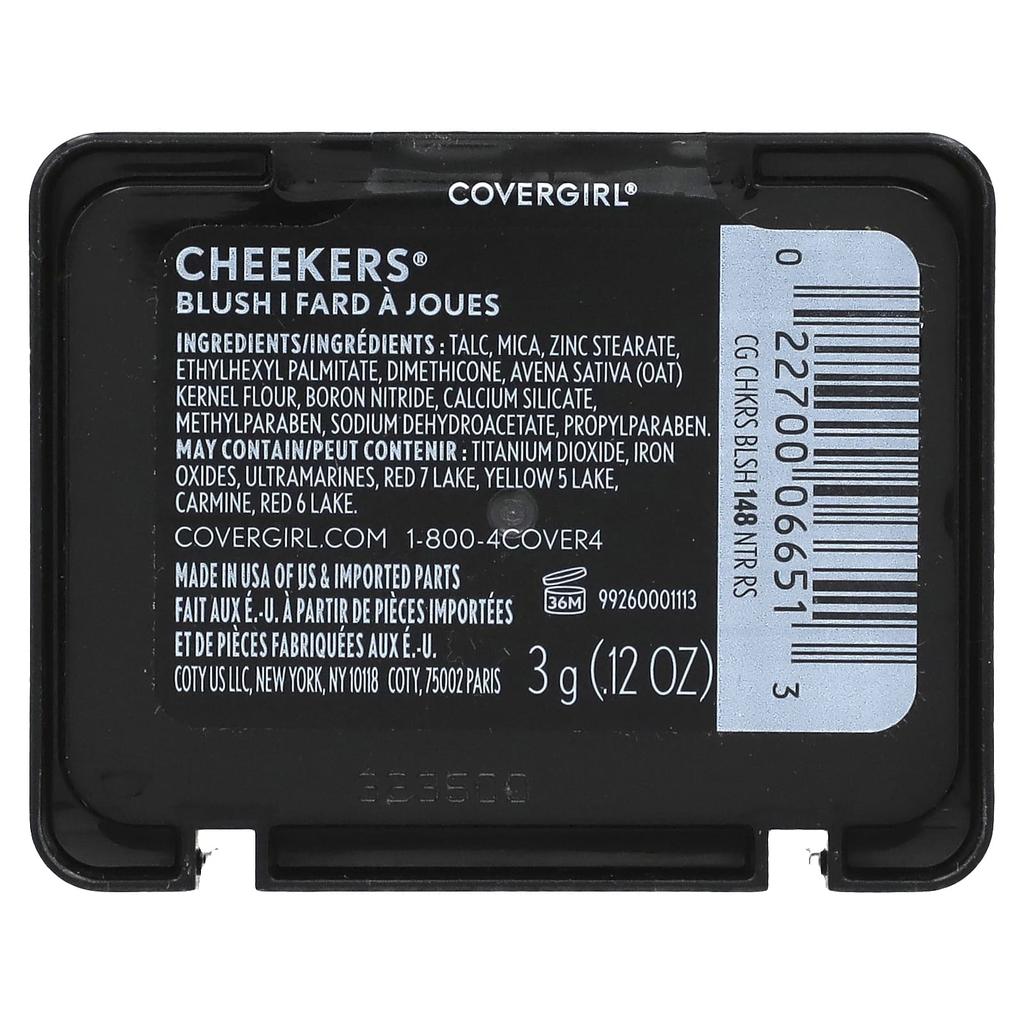 COVERGIRL®
CHEEKERS®
BLUSH | FARD À JOUES
INGREDIENTS/INGRÉDIENTS : TALC, MICA, ZINC STEARATE,
ETHYLHEXYL PALMITATE, DIMETHICONE, AVENA SATIVA (OAT)
KERNEL FLOUR, BORON NITRIDE, CALCIUM SILICATE,
METHYLPARABEN, SODIUM DEHYDROACETATE, PROPYLPARABEN.
MAY CONTAIN/PEUT CONTENIR : TITANIUM DIOXIDE, IRON
OXIDES, ULTRAMARINES, RED 7 LAKE, YELLOW 5 LAKE,
CARMINE, RED 6 LAKE.
COVERGIRL.COM 1-800-4COVER4
MADE IN USA OF US & IMPORTED PARTS
FAIT AUX É.-U. À PARTIR DE PIÈCES IMPORTÉES
ET DE PIÈCES FABRIQUÉES AUX É.-U.
COTY US LLC, NEW YORK, NY 10118 COTY, 75002 PARIS
36M
99260001113
3 g (.12 OZ)
CG CHKRS BLSH 148 NTR RS
0 22700 06651 3
323500